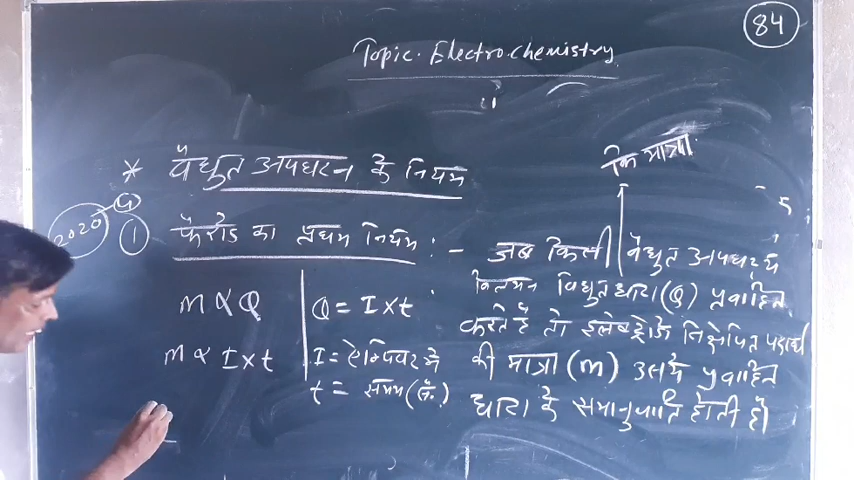 84
Topic. Electrochemistry
* वैद्युत अपघटन के नियम
कि मात्रा
2020 G
① फैराडे का प्रथम नियम :- जब किसी वैद्युत अपघट्य
विलयन विद्युत धारा (Q) प्रवाहित
करते है तो इलेक्ट्रोड के निक्षेपित पदार्थ
की मात्रा (m) उसमे प्रवाहित
धारा के समानुपाति होती है।
m ∝ Q
m ∝ I × t
Q = I × t
I = ऐम्पियर मे
t = समय (सै.)